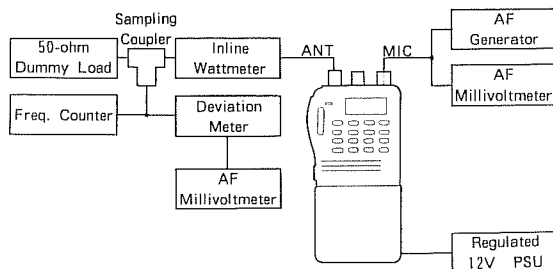 Sampling
Coupler
50-ohm
Dummy Load
Inline
Wattmeter
ANT
MIC
AF
Generator
AF
Millivoltmeter
Freq. Counter
Deviation
Meter
AF
Millivoltmeter
Regulated
12V PSU